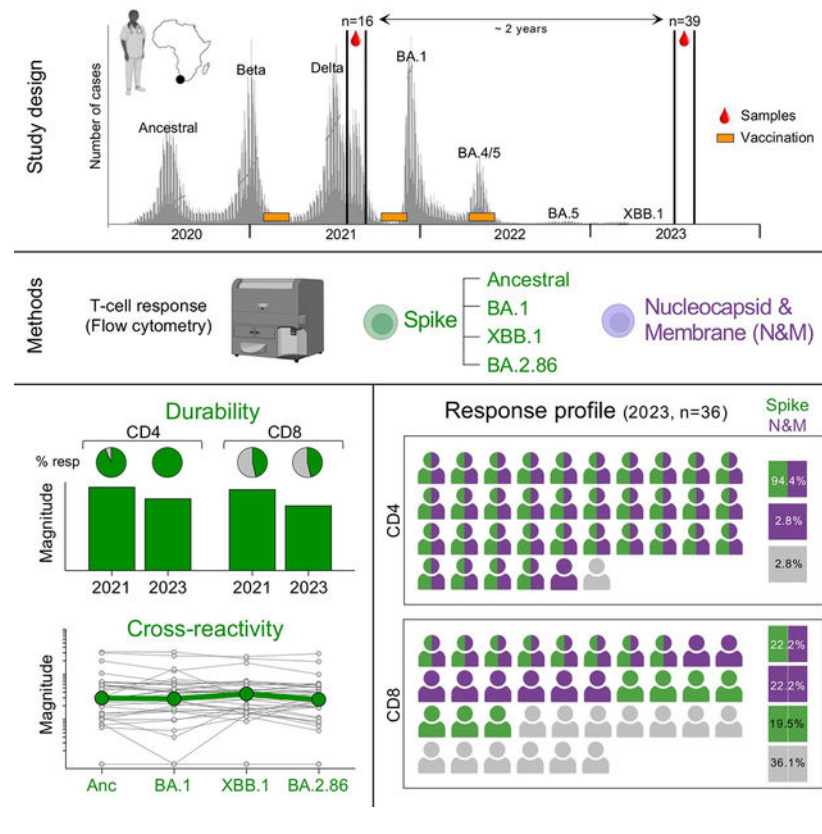 Study design
Number of cases
n=16
~ 2 years
n=39
Ancestral
Beta
Delta
BA.1
BA.4/5
BA.5
XBB.1
Samples
Vaccination
2020
2021
2022
2023
Methods
T-cell response
(Flow cytometry)
Spike
Ancestral
BA.1
XBB.1
BA.2.86
Nucleocapsid &
Membrane (N&M)
Durability
CD4
CD8
% resp
Magnitude
2021
2023
2021
2023
Cross-reactivity
Magnitude
Anc
BA.1
XBB.1
BA.2.86
Response profile (2023, n=36)
Spike
N&M
CD4
94.4%
2.8%
2.8%
CD8
22.2%
22.2%
19.5%
36.1%